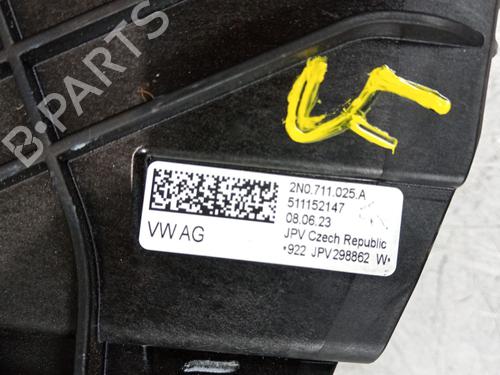 B-PARTS
2N0.711.025.A
511152147
08.06.23
VW AG
JPV Czech Republic
*922 JPV298862 W*